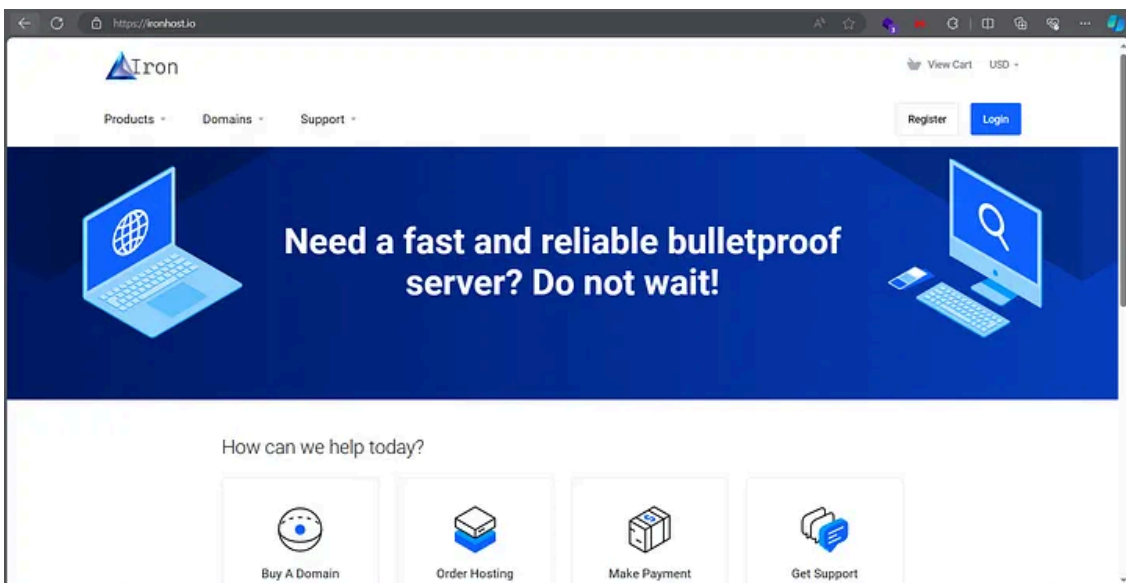 https://ironhost.io
Iron
View Cart USD
Products Domains Support
Register Login
Need a fast and reliable bulletproof
server? Do not wait!
How can we help today?
Buy A Domain Order Hosting Make Payment Get Support